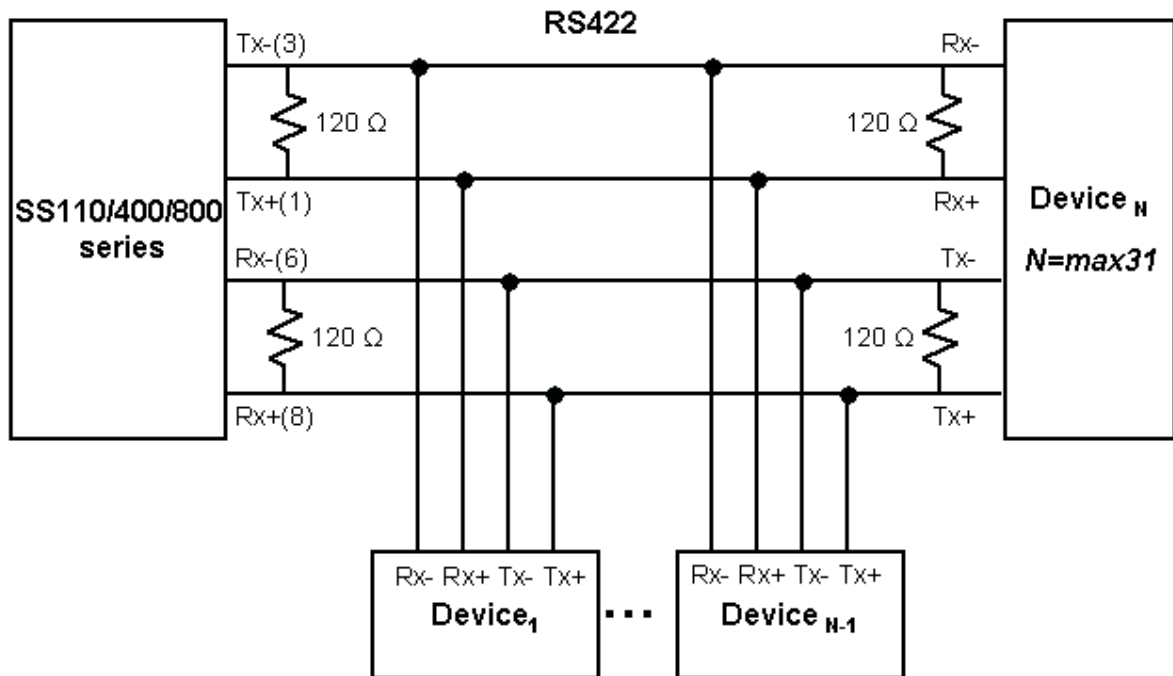 RS422
Tx-(3)
Rx-
120 Ω
120 Ω
Tx+(1)
Rx+
SS110/400/800
series
Device N
N=max31
Rx-(6)
Tx-
120 Ω
120 Ω
Rx+(8)
Tx+
Rx- Rx+ Tx- Tx+
Device1
...
Rx- Rx+ Tx- Tx+
Device N-1